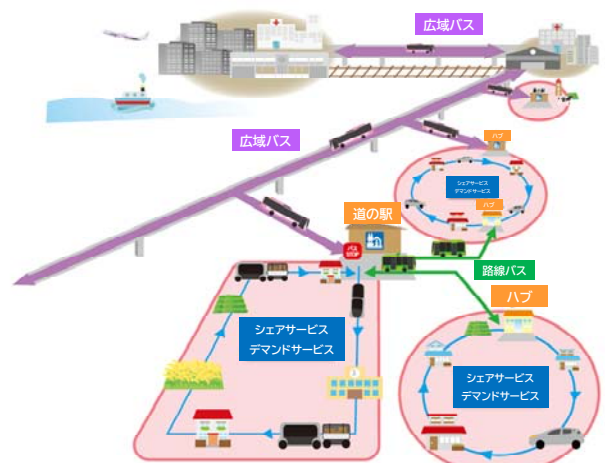 広域バス
広域バス
ハブ
シェアサービス
デマンドサービス
ハブ
道の駅
バス
STOP
路線バス
ハブ
シェアサービス
デマンドサービス
シェアサービス
デマンドサービス